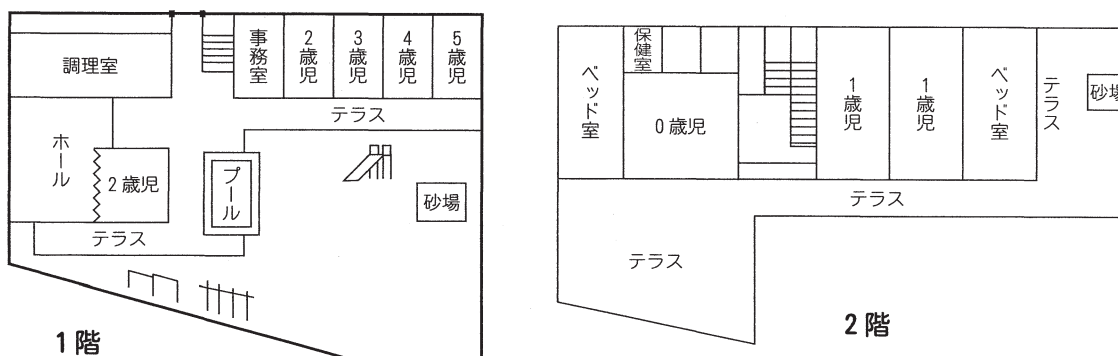 調理室
事務室
2歳児
3歳児
4歳児
5歳児
テラス
ホール
2歳児
プール
砂場
テラス
1階
ベッド室
保健室
0歳児
1歳児
1歳児
ベッド室
テラス
砂場
テラス
テラス
2階